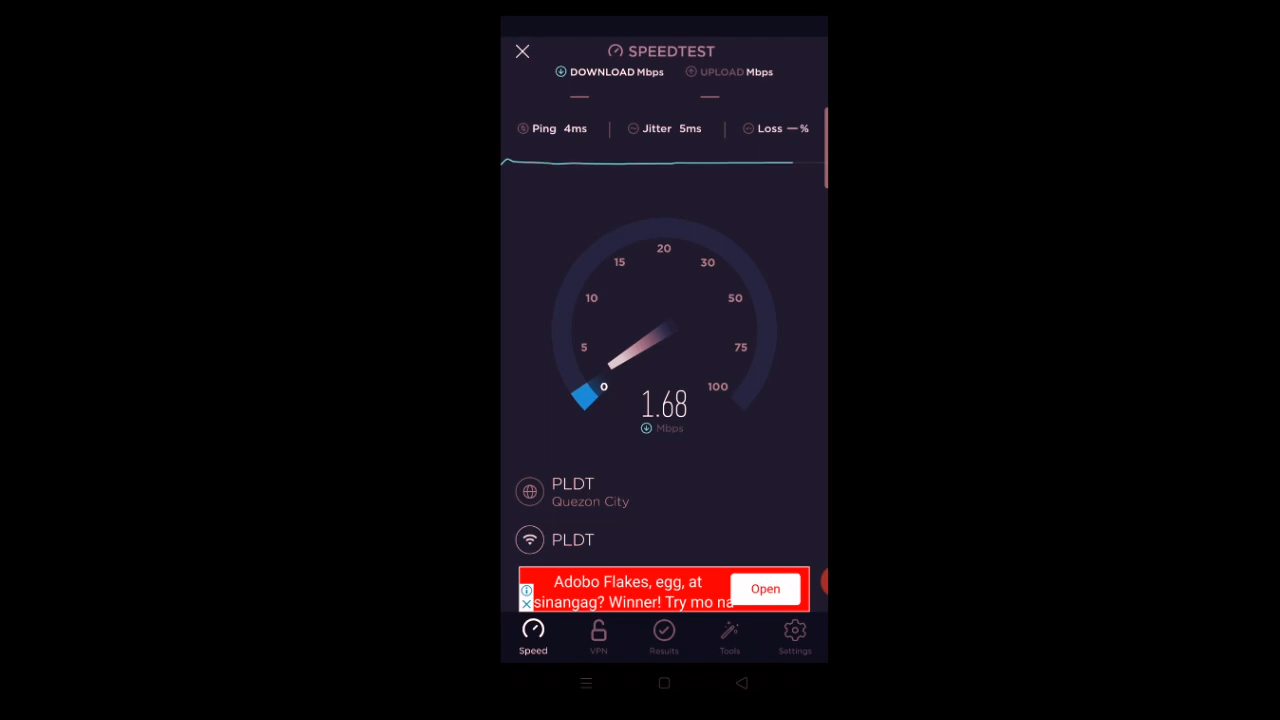 SPEEDTEST
DOWNLOAD Mbps UPLOAD Mbps
— —
Ping 4ms Jitter 5ms Loss — %
20
15 30
10 50
5 75
0 100
1.68
Mbps
PLDT
Quezon City
PLDT
Adobo Flakes, egg, at
sinangag? Winner! Try mo na
Open
Speed VPN Results Tools Settings